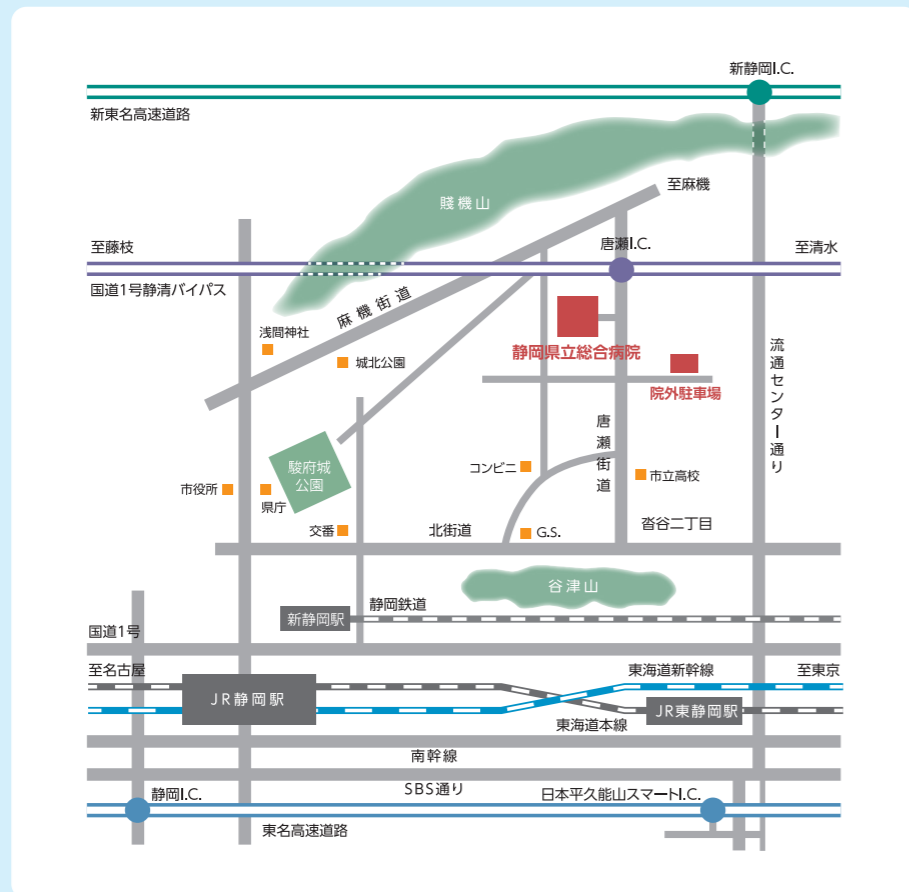 新静岡I.C.
新東名高速道路
至麻機
賤機山
至藤枝
唐瀬I.C.
至清水
国道1号静清バイパス
麻機街道
浅間神社
静岡県立総合病院
流通センター通り
城北公園
院外駐車場
唐瀬街道
駿府城
公園
コンビニ
市立高校
市役所
県庁
交番
北街道
G.S.
沓谷二丁目
谷津山
静岡鉄道
新静岡駅
国道1号
至名古屋
東海道新幹線
至東京
JR静岡駅
JR東静岡駅
東海道本線
南幹線
SBS通り
静岡I.C.
日本平久能山スマートI.C.
東名高速道路